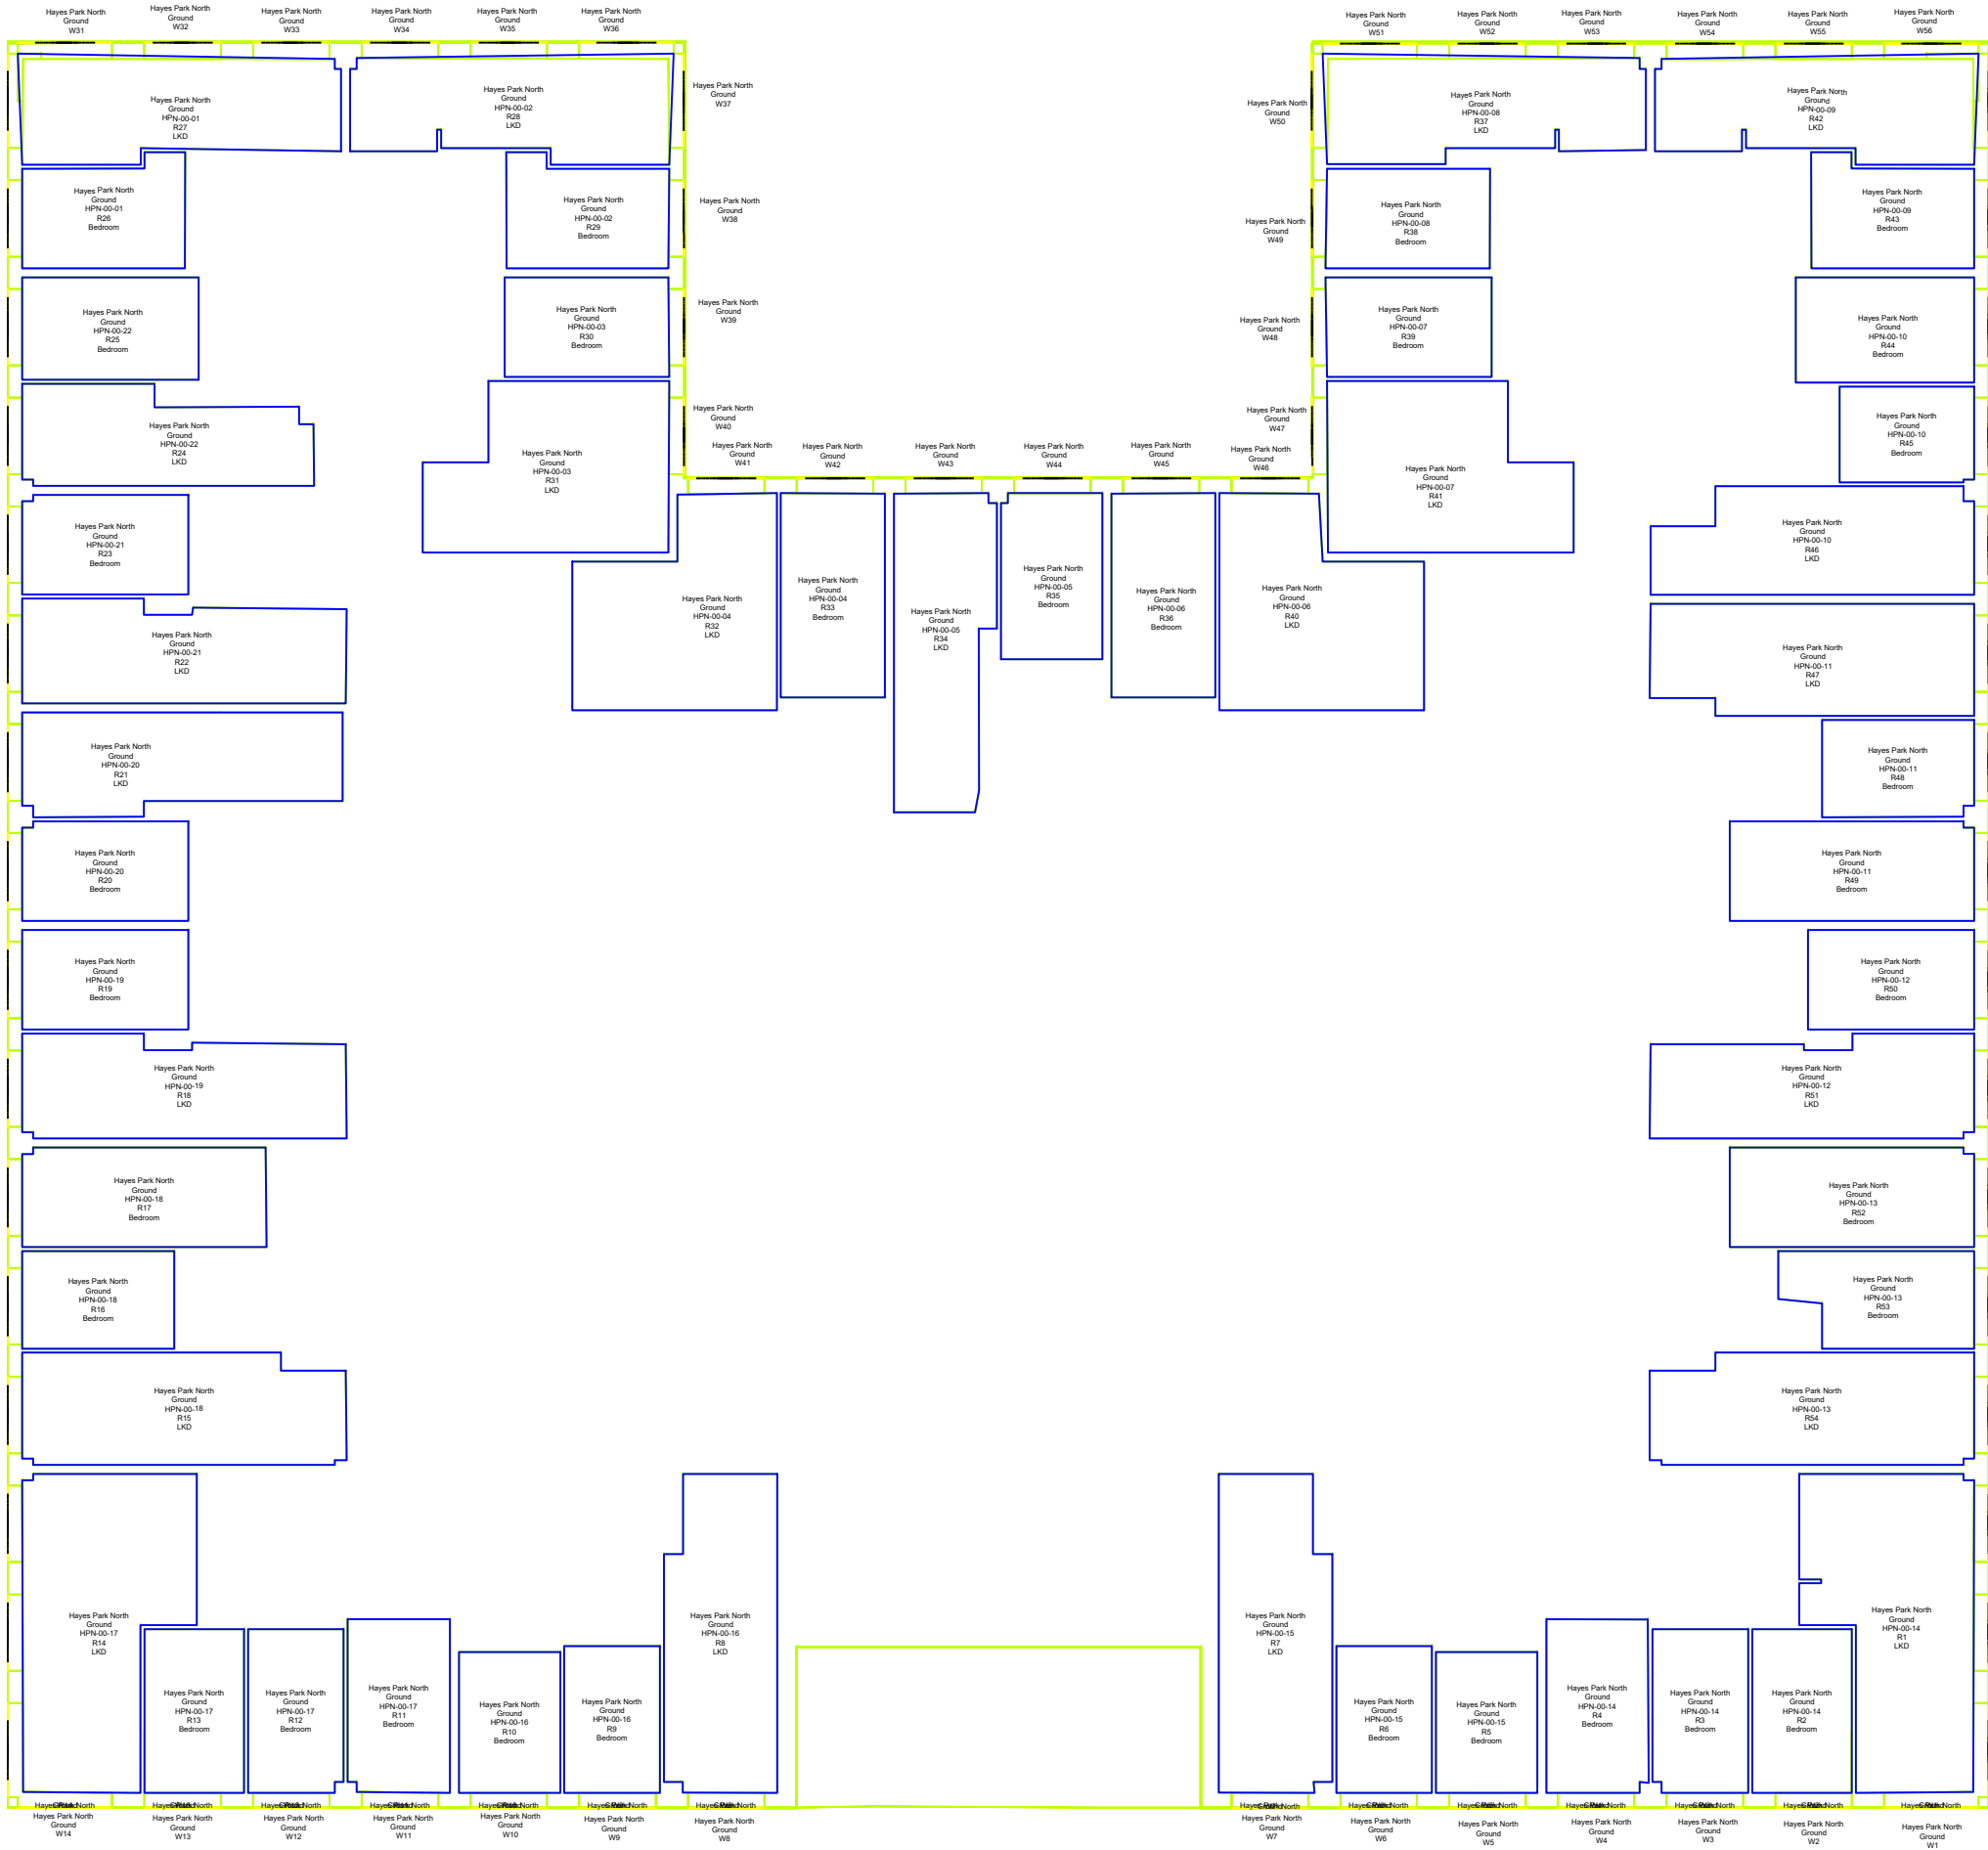 Hayes Park North
Ground
W31
Hayes Park North
Ground
W32
Hayes Park North
Ground
W33
Hayes Park North
Ground
W34
Hayes Park North
Ground
W35
Hayes Park North
Ground
W36
Hayes Park North
Ground
W51
Hayes Park North
Ground
W52
Hayes Park North
Ground
W53
Hayes Park North
Ground
W54
Hayes Park North
Ground
W55
Hayes Park North
Ground
W56
Hayes Park North
Ground
HPN-00-01
R27
LKD
Hayes Park North
Ground
HPN-00-02
R28
LKD
Hayes Park North
Ground
W37
Hayes Park North
Ground
W50
Hayes Park North
Ground
HPN-00-08
R37
LKD
Hayes Park North
Ground
HPN-00-09
R42
LKD
Hayes Park North
Ground
HPN-00-01
R26
Bedroom
Hayes Park North
Ground
HPN-00-02
R29
Bedroom
Hayes Park North
Ground
W38
Hayes Park North
Ground
W49
Hayes Park North
Ground
HPN-00-08
R38
Bedroom
Hayes Park North
Ground
HPN-00-09
R43
Bedroom
Hayes Park North
Ground
HPN-00-22
R25
Bedroom
Hayes Park North
Ground
HPN-00-03
R30
Bedroom
Hayes Park North
Ground
W39
Hayes Park North
Ground
W48
Hayes Park North
Ground
HPN-00-07
R39
Bedroom
Hayes Park North
Ground
HPN-00-10
R44
Bedroom
Hayes Park North
Ground
HPN-00-22
R24
LKD
Hayes Park North
Ground
HPN-00-03
R31
LKD
Hayes Park North
Ground
W40
Hayes Park North
Ground
W41
Hayes Park North
Ground
W42
Hayes Park North
Ground
W43
Hayes Park North
Ground
W44
Hayes Park North
Ground
W45
Hayes Park North
Ground
W46
Hayes Park North
Ground
W47
Hayes Park North
Ground
HPN-00-07
R41
LKD
Hayes Park North
Ground
HPN-00-10
R45
Bedroom
Hayes Park North
Ground
HPN-00-21
R23
Bedroom
Hayes Park North
Ground
HPN-00-10
R46
LKD
Hayes Park North
Ground
HPN-00-04
R32
LKD
Hayes Park North
Ground
HPN-00-04
R33
Bedroom
Hayes Park North
Ground
HPN-00-05
R34
LKD
Hayes Park North
Ground
HPN-00-05
R35
Bedroom
Hayes Park North
Ground
HPN-00-06
R36
Bedroom
Hayes Park North
Ground
HPN-00-06
R40
LKD
Hayes Park North
Ground
HPN-00-21
R22
LKD
Hayes Park North
Ground
HPN-00-11
R47
LKD
Hayes Park North
Ground
HPN-00-20
R21
LKD
Hayes Park North
Ground
HPN-00-11
R48
Bedroom
Hayes Park North
Ground
HPN-00-20
R20
Bedroom
Hayes Park North
Ground
HPN-00-11
R49
Bedroom
Hayes Park North
Ground
HPN-00-19
R19
Bedroom
Hayes Park North
Ground
HPN-00-12
R50
Bedroom
Hayes Park North
Ground
HPN-00-19
R18
LKD
Hayes Park North
Ground
HPN-00-12
R51
LKD
Hayes Park North
Ground
HPN-00-18
R17
Bedroom
Hayes Park North
Ground
HPN-00-13
R52
Bedroom
Hayes Park North
Ground
HPN-00-18
R16
Bedroom
Hayes Park North
Ground
HPN-00-13
R53
Bedroom
Hayes Park North
Ground
HPN-00-18
R15
LKD
Hayes Park North
Ground
HPN-00-13
R54
LKD
Hayes Park North
Ground
HPN-00-17
R14
LKD
Hayes Park North
Ground
HPN-00-17
R13
Bedroom
Hayes Park North
Ground
HPN-00-17
R12
Bedroom
Hayes Park North
Ground
HPN-00-17
R11
Bedroom
Hayes Park North
Ground
HPN-00-16
R10
Bedroom
Hayes Park North
Ground
HPN-00-16
R9
Bedroom
Hayes Park North
Ground
HPN-00-16
R8
LKD
Hayes Park North
Ground
HPN-00-15
R7
LKD
Hayes Park North
Ground
HPN-00-15
R6
Bedroom
Hayes Park North
Ground
HPN-00-15
R5
Bedroom
Hayes Park North
Ground
HPN-00-14
R4
Bedroom
Hayes Park North
Ground
HPN-00-14
R3
Bedroom
Hayes Park North
Ground
HPN-00-14
R2
Bedroom
Hayes Park North
Ground
HPN-00-14
R1
LKD
Hayes Park North
Ground
W14
Hayes Park North
Ground
W13
Hayes Park North
Ground
W12
Hayes Park North
Ground
W11
Hayes Park North
Ground
W10
Hayes Park North
Ground
W9
Hayes Park North
Ground
W8
Hayes Park North
Ground
W7
Hayes Park North
Ground
W6
Hayes Park North
Ground
W5
Hayes Park North
Ground
W4
Hayes Park North
Ground
W3
Hayes Park North
Ground
W2
Hayes Park North
Ground
W1